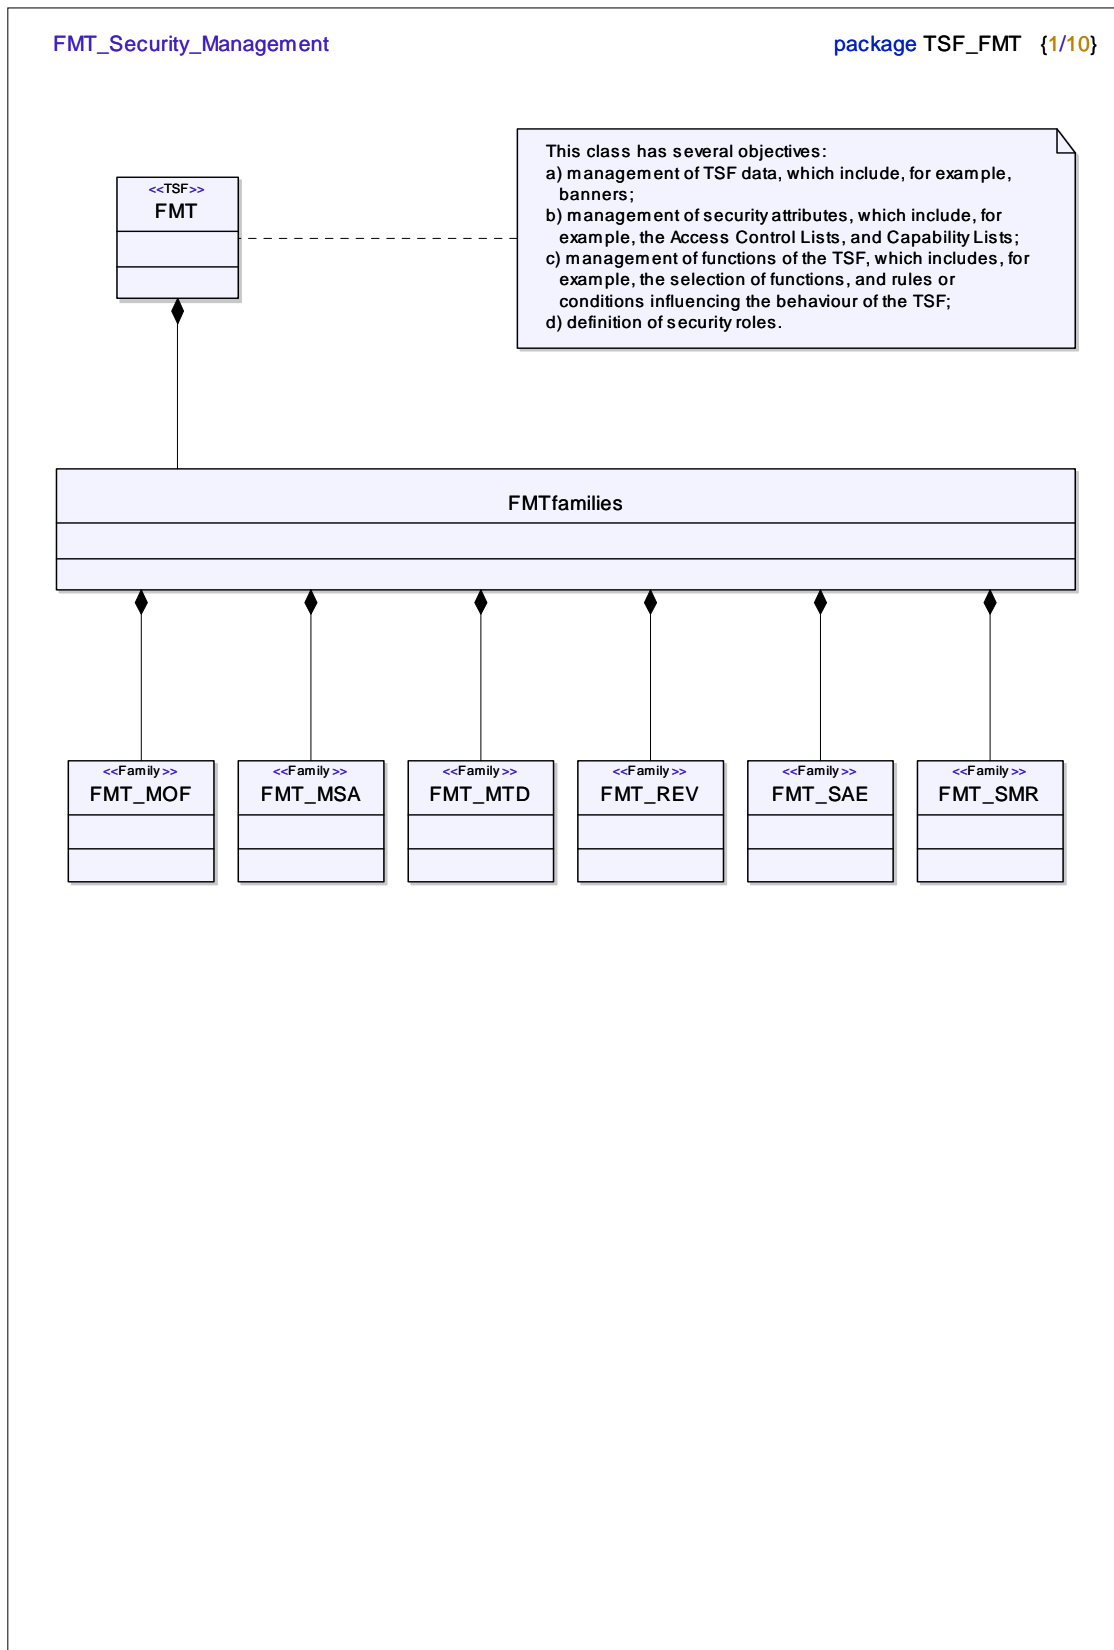 FMT_Security_Management
package TSF_FMT {1/10}
This class has several objectives:
a) management of TSF data, which include, for example,
banners;
b) management of security attributes, which include, for
example, the Access Control Lists, and Capability Lists;
c) management of functions of the TSF, which includes, for
example, the selection of functions, and rules or
conditions influencing the behaviour of the TSF;
d) definition of security roles.
<<TSF>>
FMT
FMTfamilies
<<Family>>
FMT_MOF
<<Family>>
FMT_MSA
<<Family>>
FMT_MTD
<<Family>>
FMT_REV
<<Family>>
FMT_SAE
<<Family>>
FMT_SMR